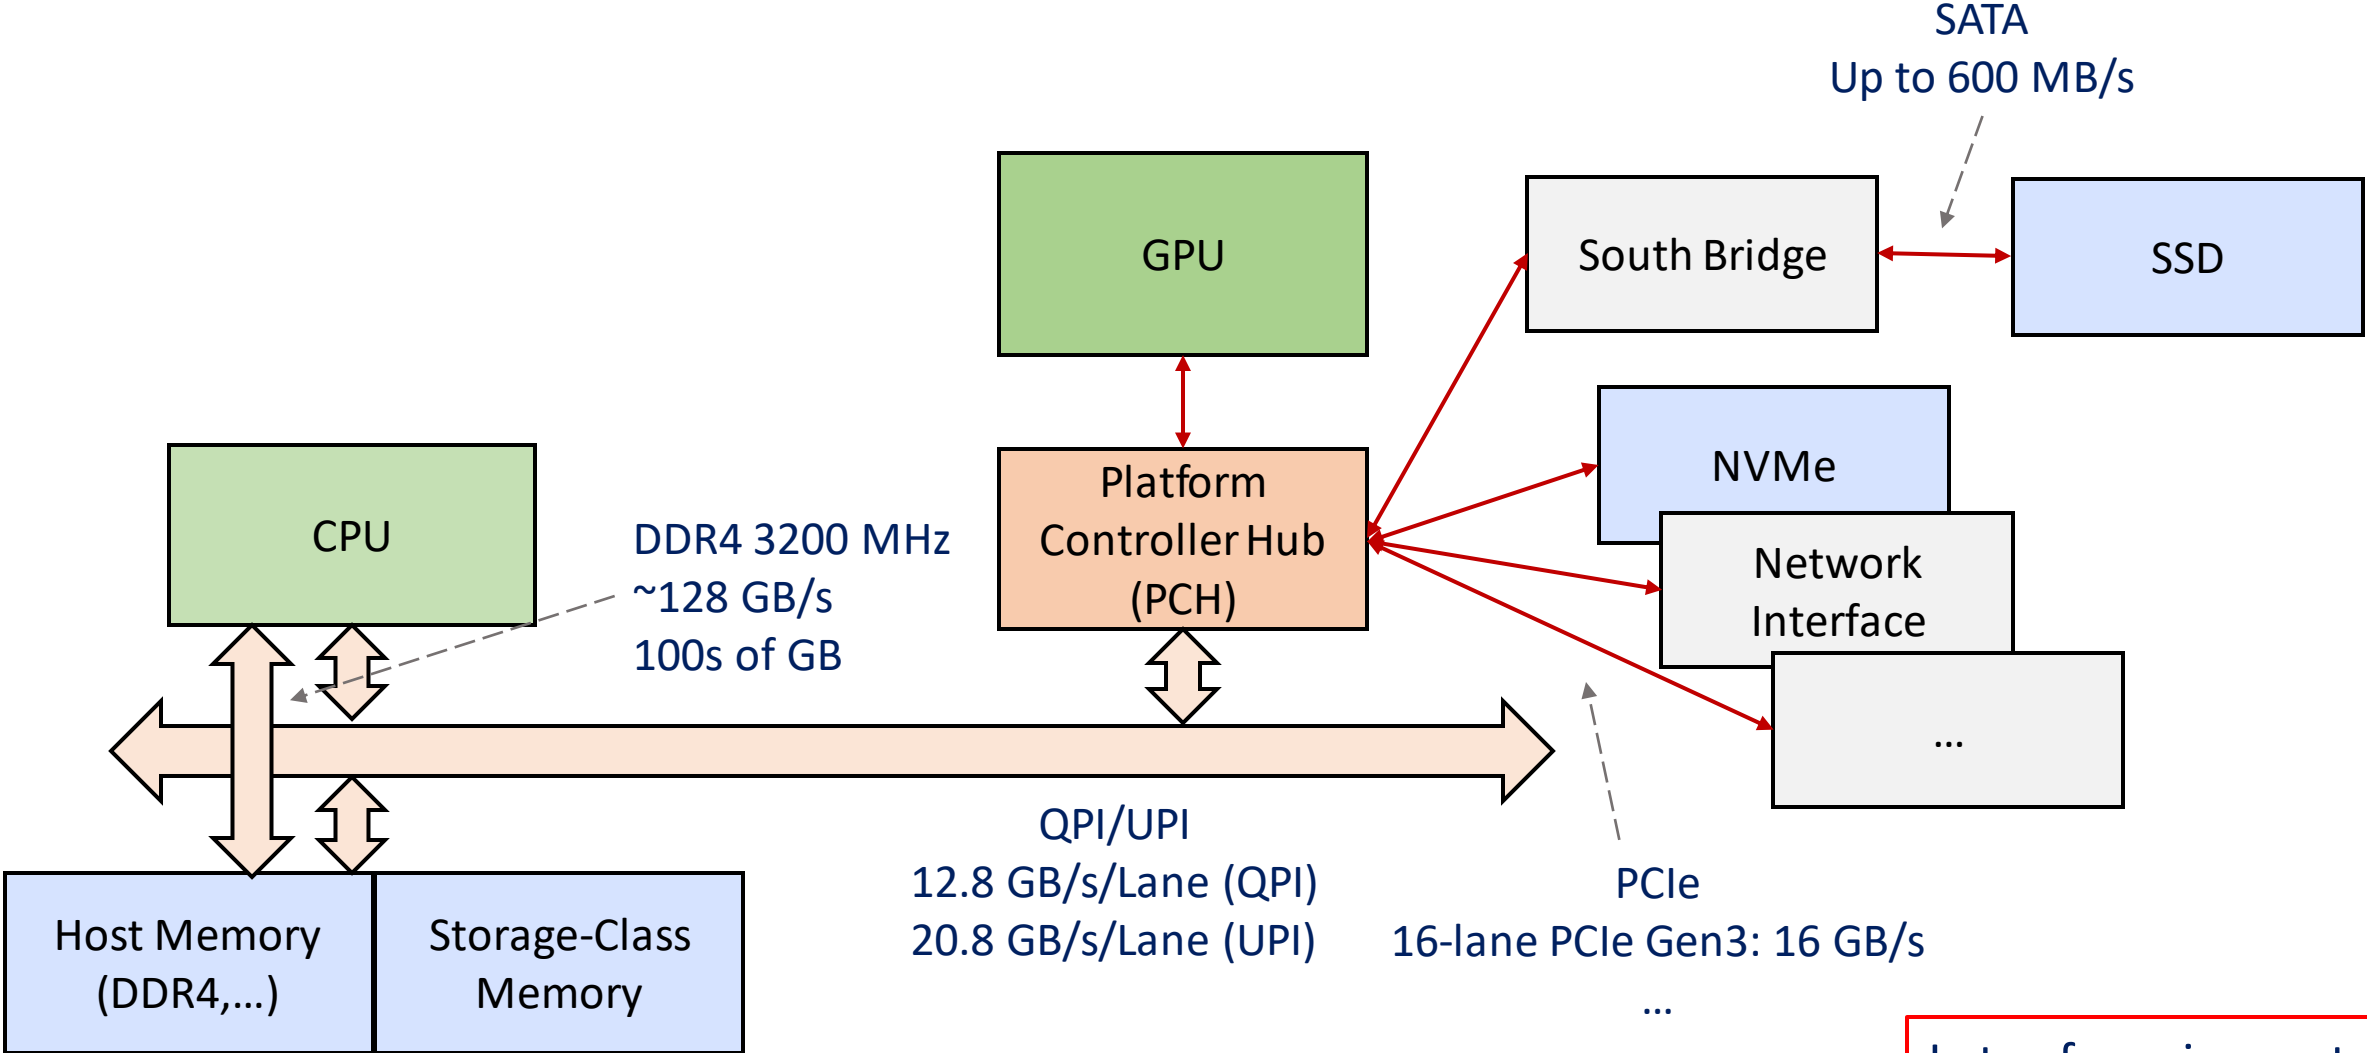 SATA
Up to 600 MB/s
GPU
South Bridge
SSD
NVMe
CPU
DDR4 3200 MHz
~128 GB/s
100s of GB
Platform
Controller Hub
(PCH)
Network
Interface
...
QPI/UPI
12.8 GB/s/Lane (QPI)
20.8 GB/s/Lane (UPI)
PCIe
16-lane PCIe Gen3: 16 GB/s
...
Host Memory
(DDR4,...)
Storage-Class
Memory